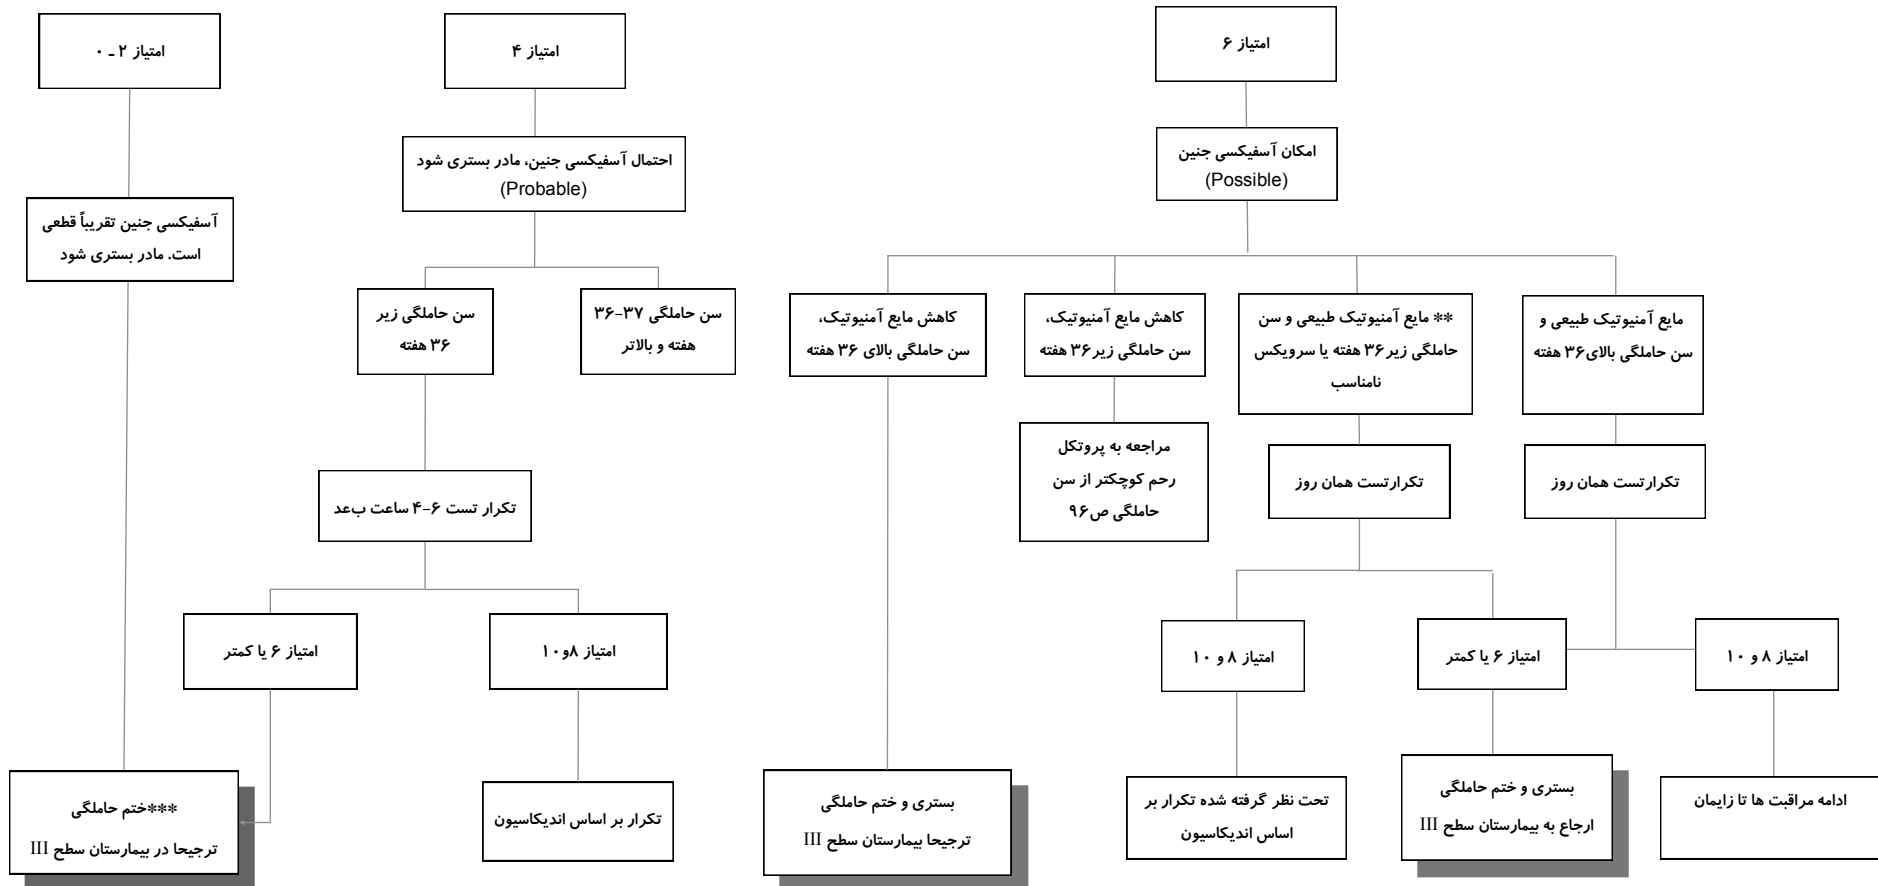 امتیاز ۶
امکان آسفیکسی جنین
(Possible)
مایع آمنیوتیک طبیعی و
سن حاملگی بالای۳۶ هفته
تکرارتست همان روز
امتیاز ۸ و ۱۰
ادامه مراقبت ها تا زایمان
** مایع آمنیوتیک طبیعی و سن
حاملگی زیر۳۶ هفته یا سرویکس
نامناسب
تکرارتست همان روز
امتیاز ۶ یا کمتر
بستری و ختم حاملگی
ارجاع به بیمارستان سطح III
امتیاز ۸ و ۱۰
تحت نظر گرفته شده تکرار بر
اساس اندیکاسیون
کاهش مایع آمنیوتیک،
سن حاملگی زیر۳۶ هفته
مراجعه به پروتکل
رحم کوچکتر از سن
حاملگی ص۹۶
کاهش مایع آمنیوتیک،
سن حاملگی بالای ۳۶ هفته
بستری و ختم حاملگی
ترجیحا بیمارستان سطح III
امتیاز ۴
احتمال آسفیکسی جنین، مادر بستری شود
(Probable)
سن حاملگی ۳۷-۳۶
هفته و بالاتر
سن حاملگی زیر
۳۶ هفته
تکرار تست ۶-۴ ساعت بعد
امتیاز ۸و۱۰
تکرار بر اساس اندیکاسیون
امتیاز ۶ یا کمتر
امتیاز ۲ ـ ۰
آسفیکسی جنین تقریباً قطعی
است. مادر بستری شود
***ختم حاملگی
ترجیحا در بیمارستان سطح III